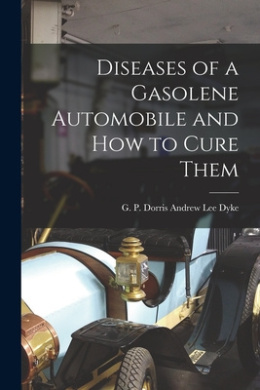 Diseases of a
Gasolene
Automobile and
How to Cure
Them
G. P. Dorris Andrew Lee Dyke